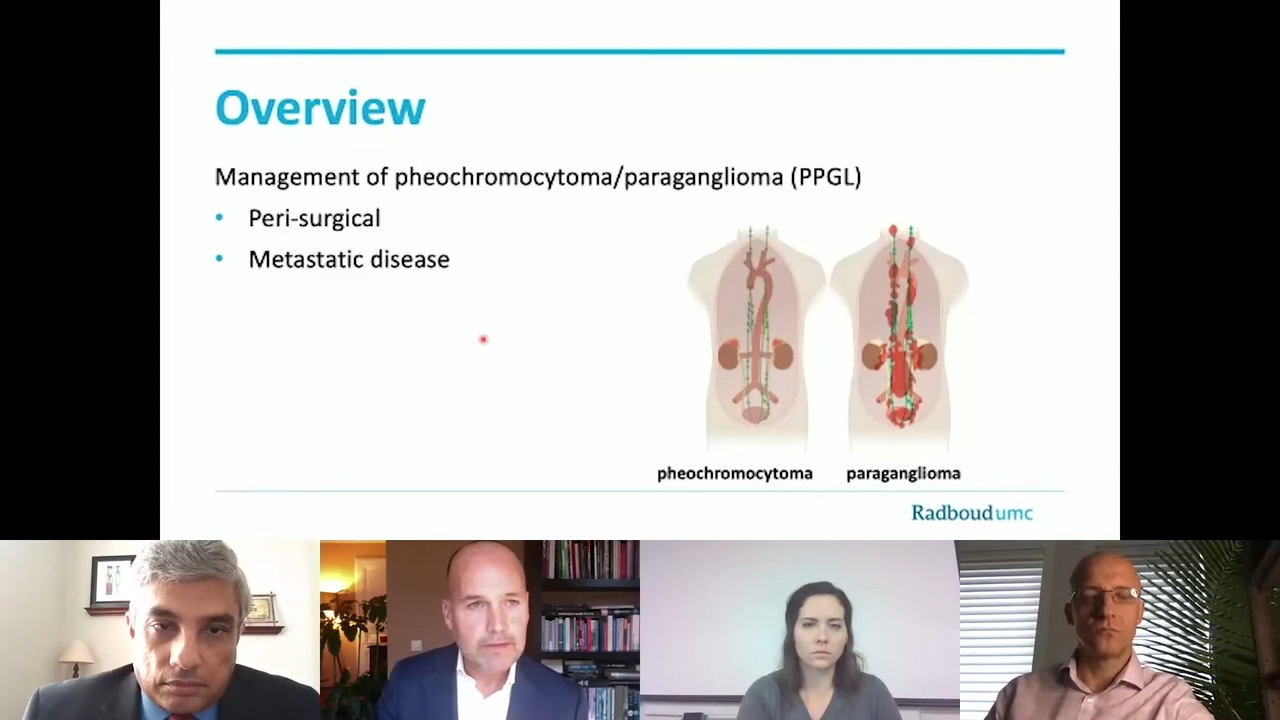 Overview
Management of pheochromocytoma/paraganglioma (PPGL)
• Peri-surgical
• Metastatic disease
pheochromocytoma
paraganglioma
Radboudumc